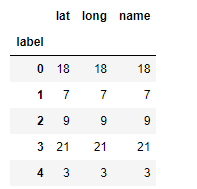 lat long name
label
0 18 18 18
1 7 7 7
2 9 9 9
3 21 21 21
4 3 3 3